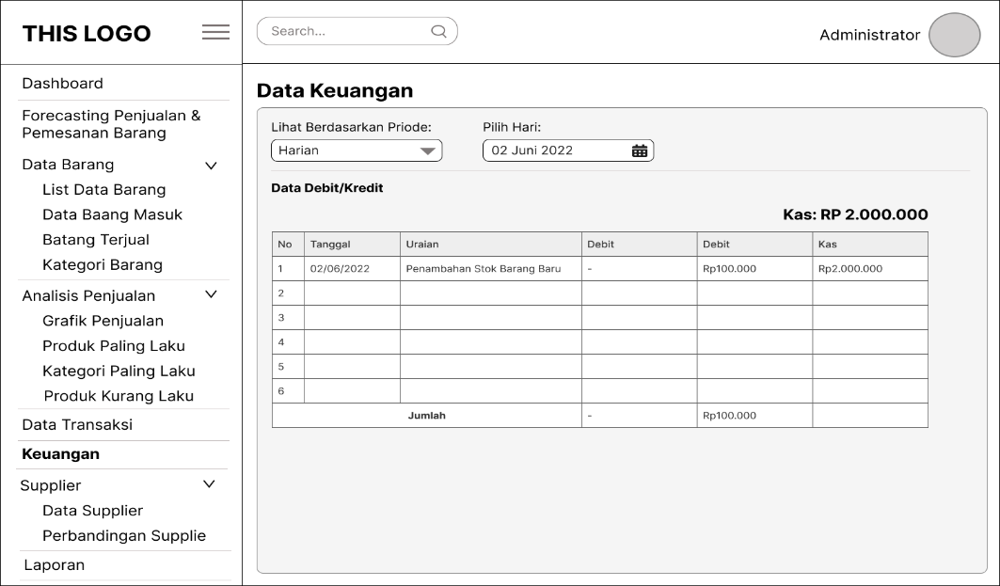 THIS LOGO
Search...
Administrator
Dashboard
Forecasting Penjualan &
Pemesanan Barang
Data Barang
List Data Barang
Data Baang Masuk
Batang Terjual
Kategori Barang
Analisis Penjualan
Grafik Penjualan
Produk Paling Laku
Kategori Paling Laku
Produk Kurang Laku
Data Transaksi
Keuangan
Supplier
Data Supplier
Perbandingan Supplie
Laporan
Data Keuangan
Lihat Berdasarkan Priode: Pilih Hari:
Harian 02 Juni 2022
Data Debit/Kredit
Kas: RP 2.000.000
No Tanggal Uraian Debit Debit Kas
1 02/06/2022 Penambahan Stok Barang Baru - Rp100.000 Rp2.000.000
2
3
4
5
6
Jumlah - Rp100.000